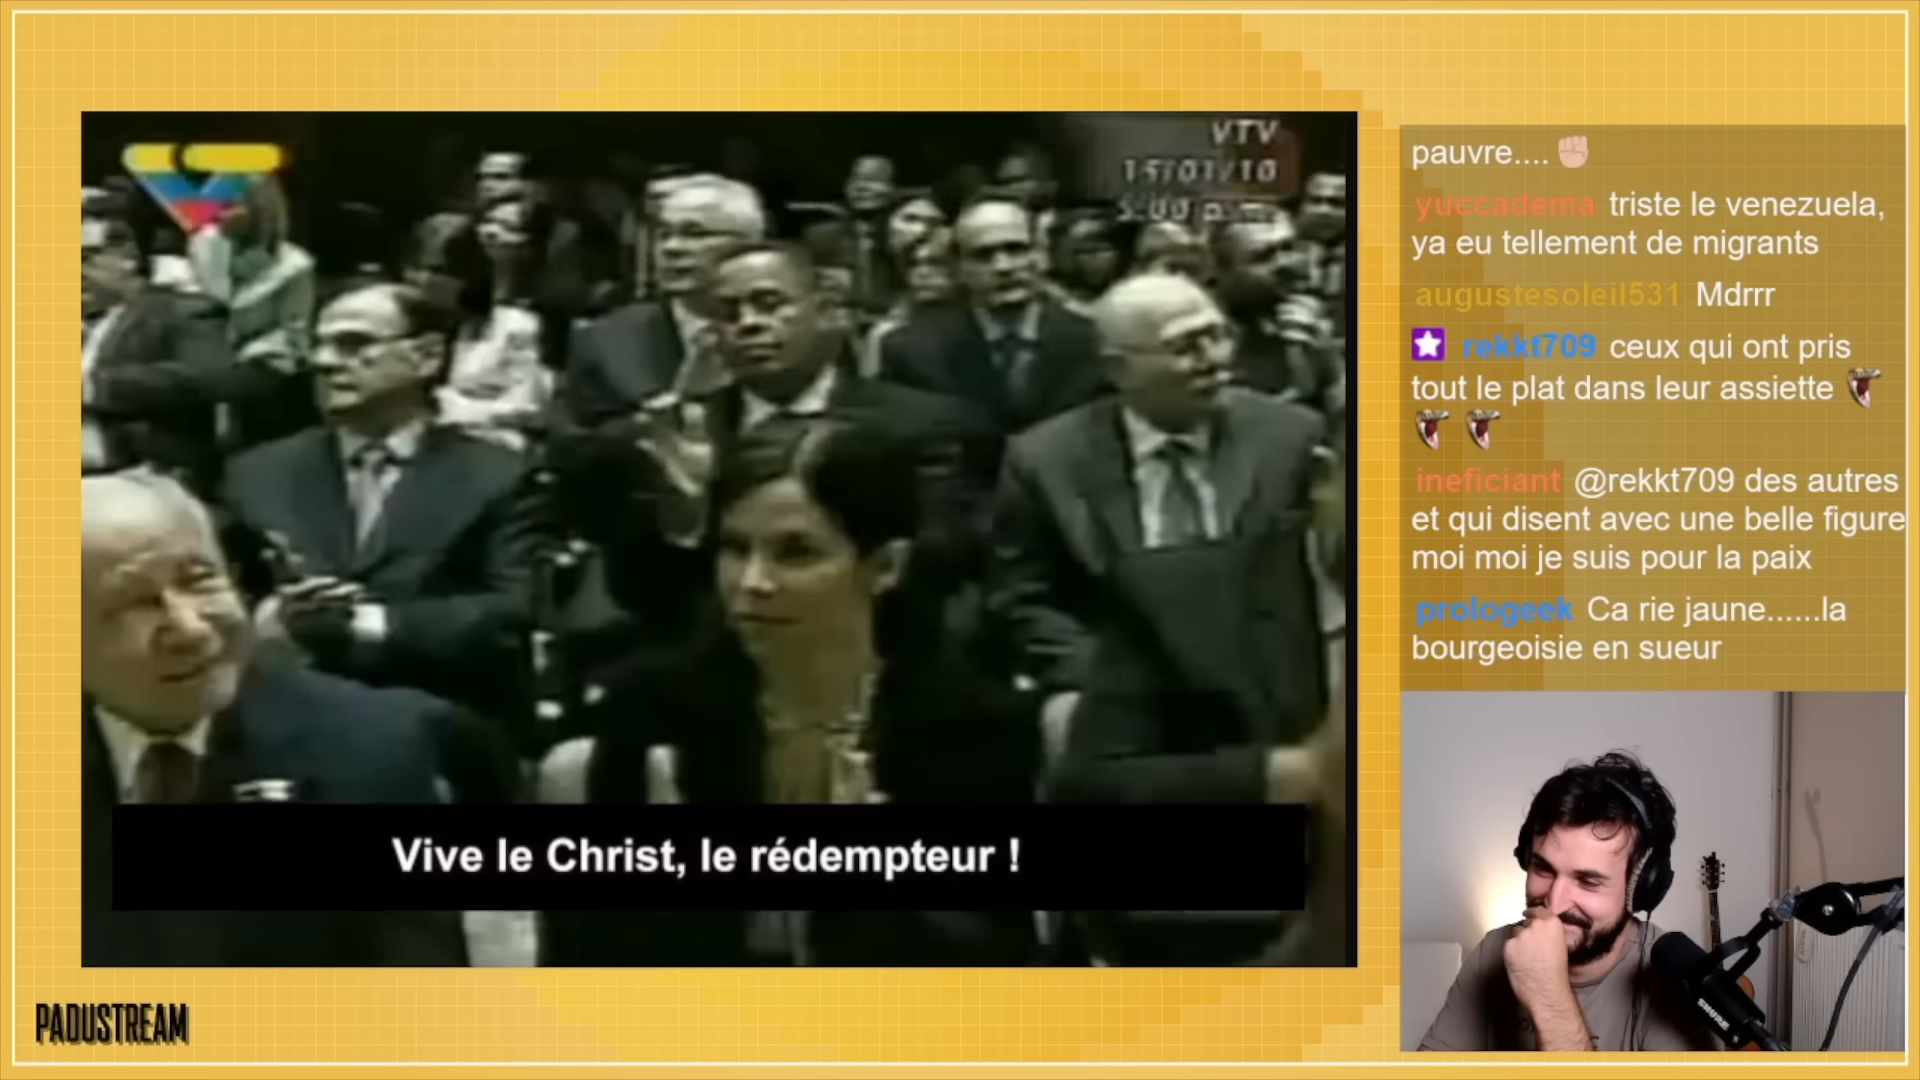 VTV
15/01/10
5:00 p.m.
Vive le Christ, le rédempteur !
PADUSTREAM
pauvre....
yuccadema triste le venezuela,
ya eu tellement de migrants
augustesoleil531 Mdrrr
rekkt709 ceux qui ont pris
tout le plat dans leur assiette
ineficiant @rekkt709 des autres
et qui disent avec une belle figure
moi moi je suis pour la paix
prologeek Ca rie jaune......la
bourgeoisie en sueur
SHURE